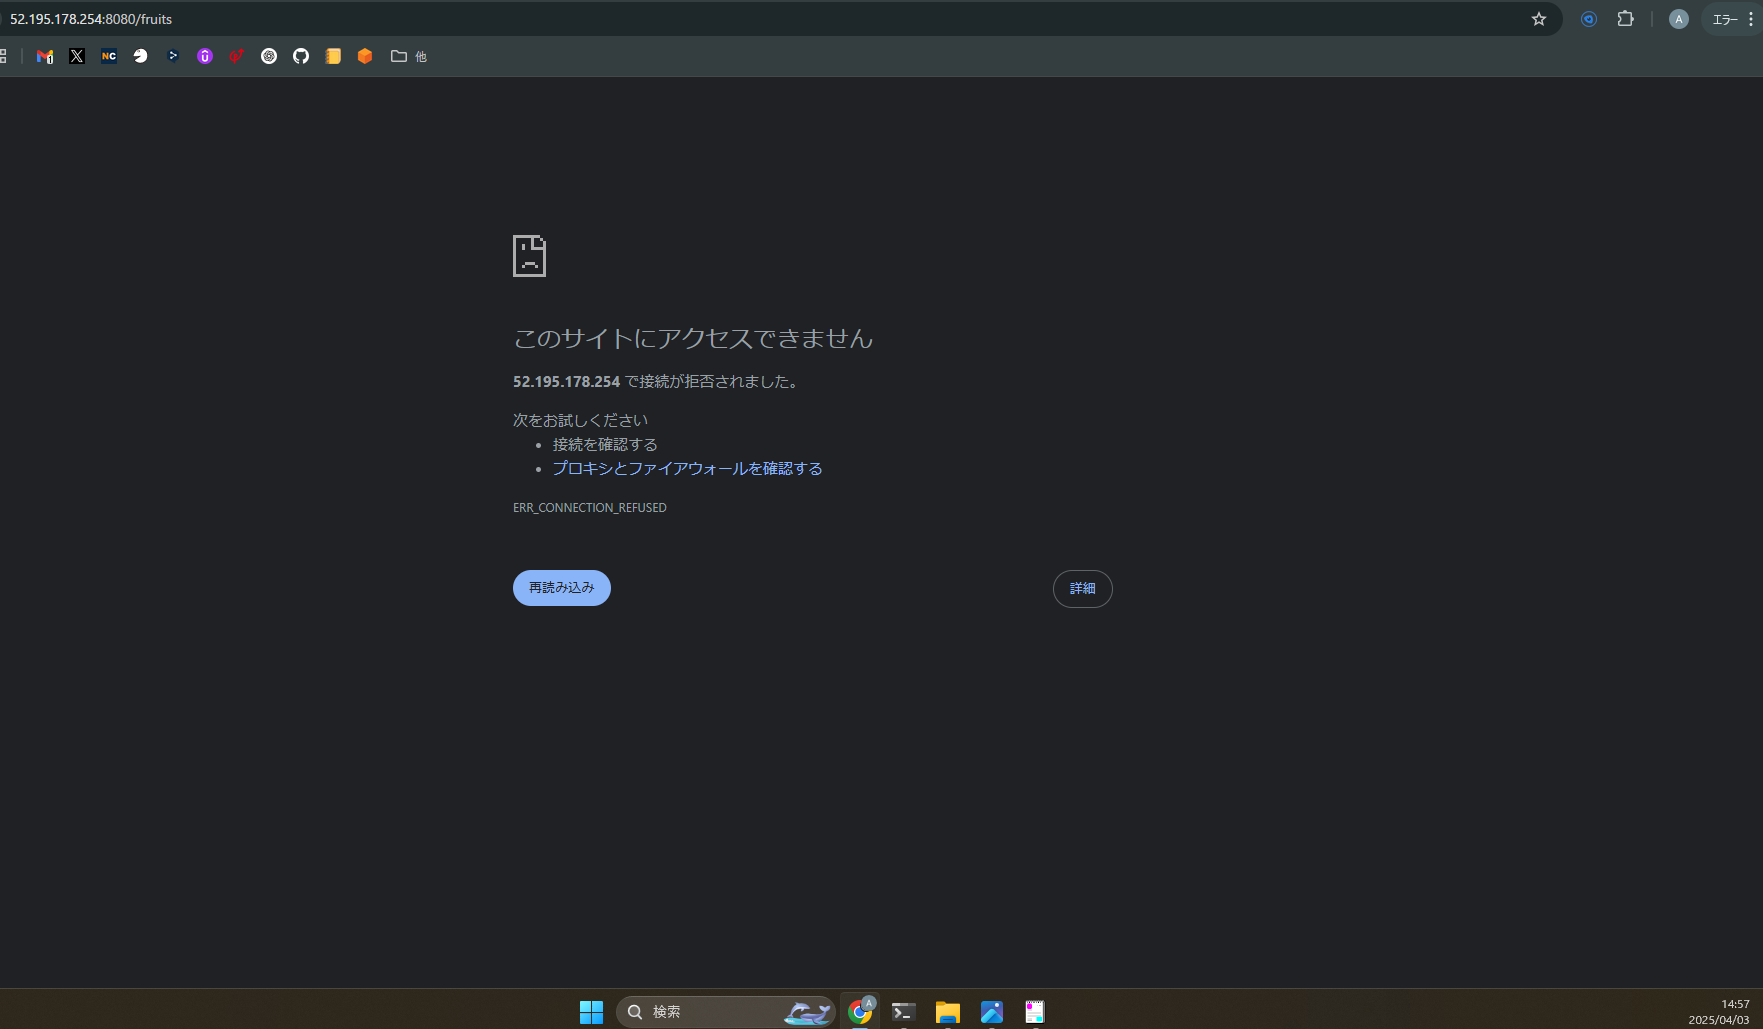 52.195.178.254:8080/fruits
A
エラー
1
X
NC
他
このサイトにアクセスできません
52.195.178.254 で接続が拒否されました。
次をお試しください
接続を確認する
プロキシとファイアウォールを確認する
ERR_CONNECTION_REFUSED
再読み込み
詳細
検索
A
14:57
2025/04/03